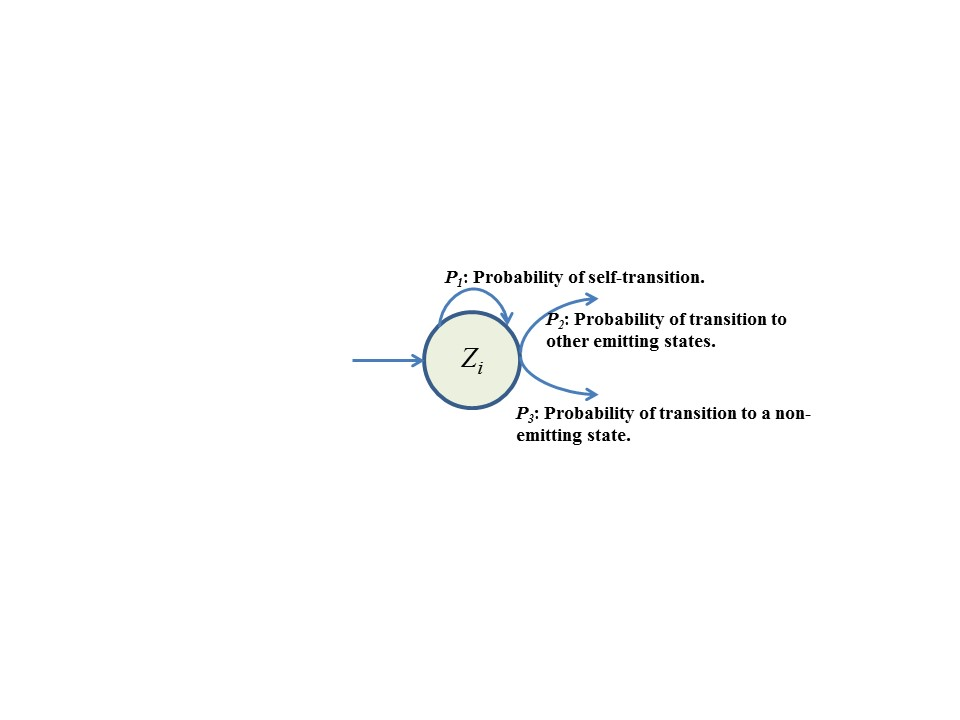 P1: Probability of self-transition.
P2: Probability of transition to
other emitting states.
Zi
P3: Probability of transition to a non-
emitting state.